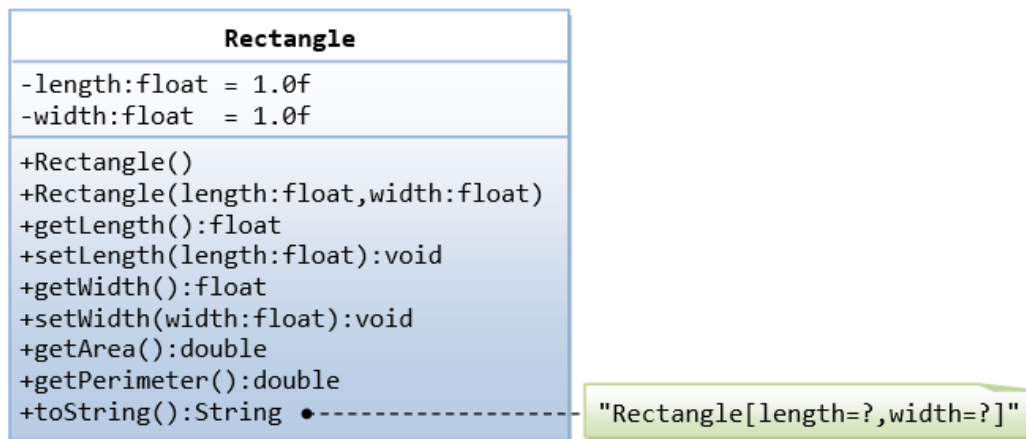 Rectangle
-length:float = 1.0f
-width:float  = 1.0f
+Rectangle()
+Rectangle(length:float,width:float)
+getLength():float
+setLength(length:float):void
+getWidth():float
+setWidth(width:float):void
+getArea():double
+getPerimeter():double
+toString():String
"Rectangle[length=?,width=?]"